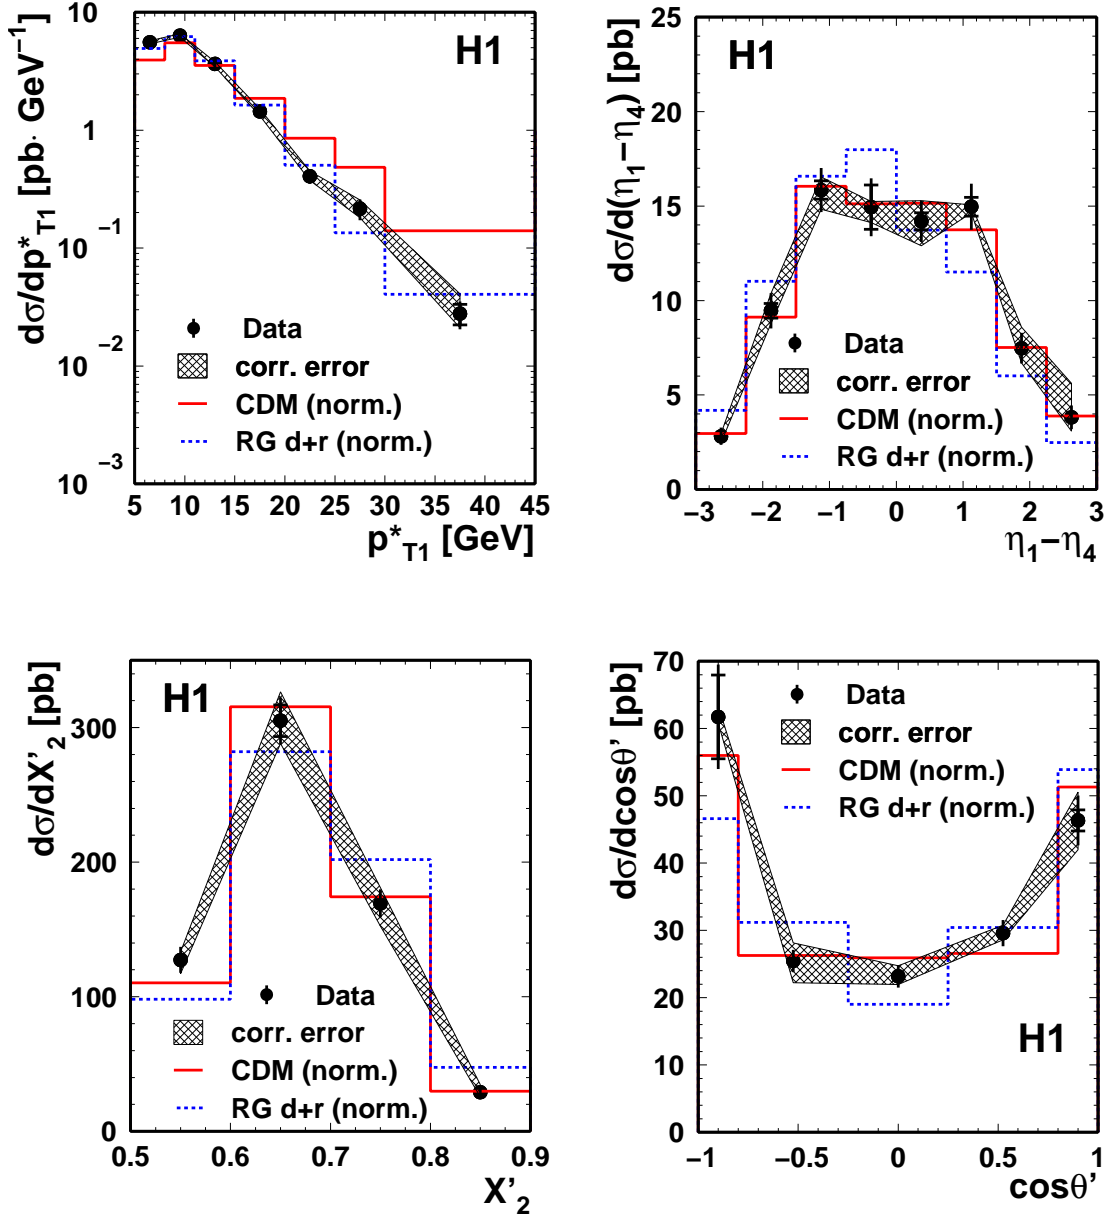 dσ/dp*T1 [pb· GeV−1]
10
1
10 −1
10 −2
10 −3
H1
Data
corr. error
CDM (norm.)
RG d+r (norm.)
5 10 15 20 25 30 35 40 45
p*T1 [GeV]
dσ/d(η1−η4) [pb]
25
20
15
10
5
0
H1
Data
corr. error
CDM (norm.)
RG d+r (norm.)
−3 −2 −1 0 1 2 3
η1−η4
dσ/dX'2 [pb]
300
200
100
0
H1
Data
corr. error
CDM (norm.)
RG d+r (norm.)
0.5 0.6 0.7 0.8 0.9
X'2
dσ/dcosθ' [pb]
70
60
50
40
30
20
10
0
Data
corr. error
CDM (norm.)
RG d+r (norm.)
H1
−1 −0.5 0 0.5 1
cosθ'